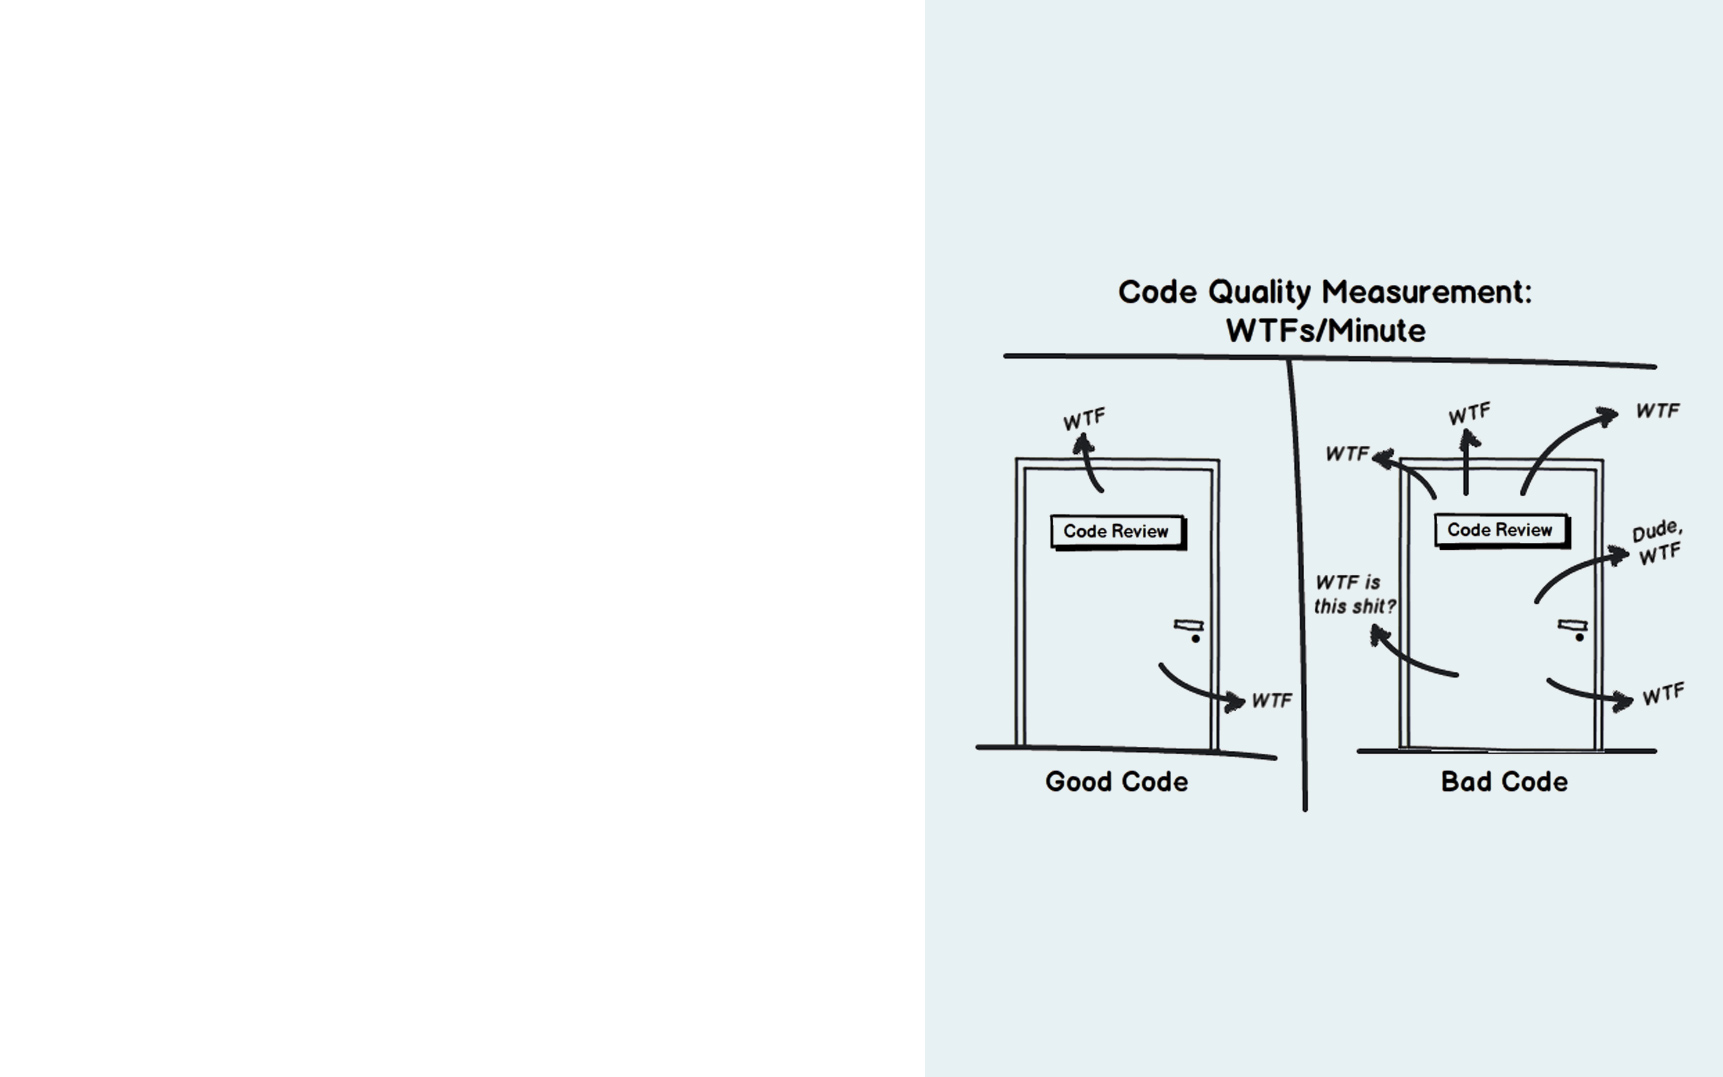 Code Quality Measurement:
WTFs/Minute
WTF
Code Review
WTF
Good Code
WTF
WTF
WTF
Code Review
Dude,
WTF
WTF is
this shit?
WTF
Bad Code